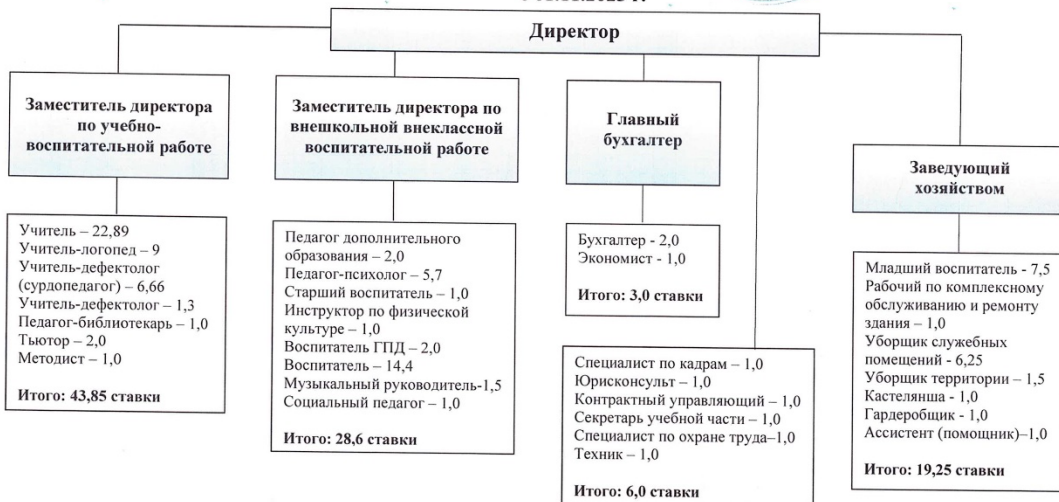 Директор
Заместитель директора
по учебно-
воспитательной работе
Учитель – 22,89
Учитель-логопед – 9
Учитель-дефектолог
(сурдопедагог) – 6,66
Учитель-дефектолог – 1,3
Педагог-библиотекарь – 1,0
Тьютор – 2,0
Методист – 1,0
Итого: 43,85 ставки
Заместитель директора по
внешкольной внеклассной
воспитательной работе
Педагог дополнительного
образования – 2,0
Педагог-психолог – 5,7
Старший воспитатель – 1,0
Инструктор по физической
культуре – 1,0
Воспитатель ГПД – 2,0
Воспитатель – 14,4
Музыкальный руководитель-1,5
Социальный педагог – 1,0
Итого: 28,6 ставки
Главный
бухгалтер
Бухгалтер - 2,0
Экономист - 1,0
Итого: 3,0 ставки
Специалист по кадрам – 1,0
Юрисконсульт – 1,0
Контрактный управляющий – 1,0
Секретарь учебной части – 1,0
Специалист по охране труда–1,0
Техник – 1,0
Итого: 6,0 ставки
Заведующий
хозяйством
Младший воспитатель - 7,5
Рабочий по комплексному
обслуживанию и ремонту
здания – 1,0
Уборщик служебных
помещений - 6,25
Уборщик территории – 1,5
Кастелянша - 1,0
Гардеробщик - 1,0
Ассистент (помощник)–1,0
Итого: 19,25 ставки